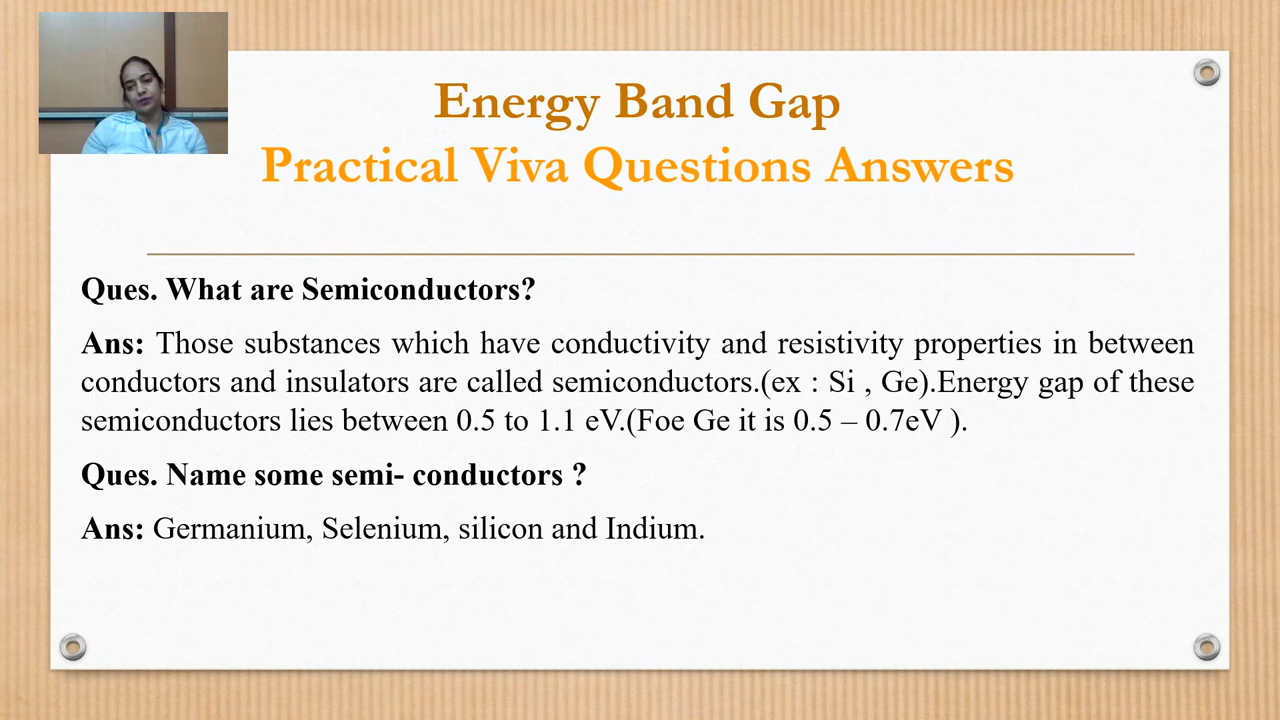 Energy Band Gap
Practical Viva Questions Answers
Ques. What are Semiconductors?
Ans: Those substances which have conductivity and resistivity properties in between
conductors and insulators are called semiconductors.(ex : Si , Ge).Energy gap of these
semiconductors lies between 0.5 to 1.1 eV.(Foe Ge it is 0.5 – 0.7eV ).
Ques. Name some semi- conductors ?
Ans: Germanium, Selenium, silicon and Indium.